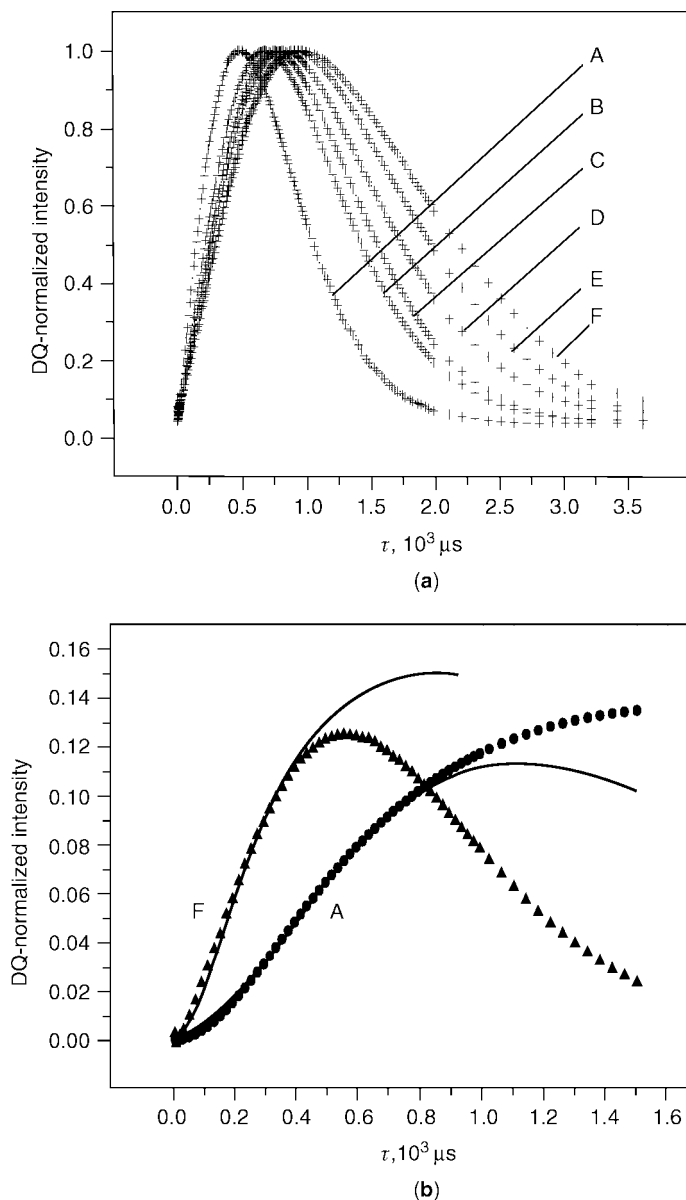 1.0
0.8
0.6
0.4
0.2
0.0
DQ-normalized intensity
A
B
C
D
E
F
0.0 0.5 1.0 1.5 2.0 2.5 3.0 3.5
τ, 10³ μs
(a)
0.16
0.14
0.12
0.10
0.08
0.06
0.04
0.02
0.00
DQ-normalized intensity
F
A
0.0 0.2 0.4 0.6 0.8 1.0 1.2 1.4 1.6
τ,10³ μs
(b)